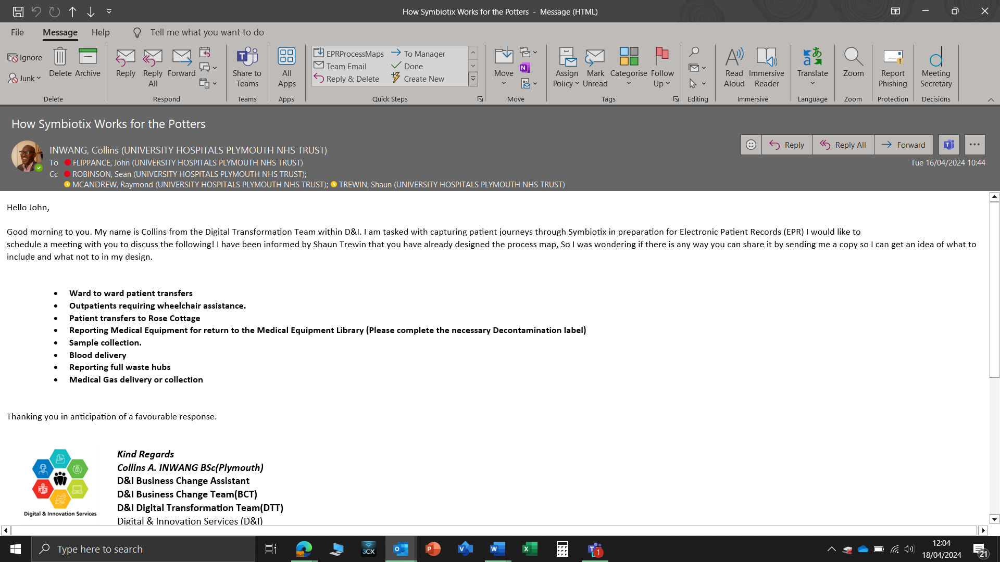 How Symbiotix Works for the Potters - Message (HTML)
File Message Help Tell me what you want to do
Ignore
Junk
Delete Archive
Delete
Reply
Reply All
Forward
Respond
Share to Teams
Teams
All Apps
Apps
EPRProcessMaps
Team Email
Reply & Delete
To Manager
Done
Create New
Quick Steps
Move
Move
Assign Policy
Mark Unread
Categorise
Follow Up
Tags
Editing
Read Aloud
Immersive Reader
Immersive
Translate
Language
Zoom
Zoom
Report Phishing
Protection
Meeting Secretary
Decisions
How Symbiotix Works for the Potters
INWANG, Collins (UNIVERSITY HOSPITALS PLYMOUTH NHS TRUST)
To FLIPPANCE, John (UNIVERSITY HOSPITALS PLYMOUTH NHS TRUST)
Cc ROBINSON, Sean (UNIVERSITY HOSPITALS PLYMOUTH NHS TRUST);
MCANDREW, Raymond (UNIVERSITY HOSPITALS PLYMOUTH NHS TRUST); TREWIN, Shaun (UNIVERSITY HOSPITALS PLYMOUTH NHS TRUST)
Reply Reply All Forward
Tue 16/04/2024 10:44
Hello John,
Good morning to you. My name is Collins from the Digital Transformation Team within D&I. I am tasked with capturing patient journeys through Symbiotix in preparation for Electronic Patient Records (EPR) I would like to
schedule a meeting with you to discuss the following! I have been informed by Shaun Trewin that you have already designed the process map, So I was wondering if there is any way you can share it by sending me a copy so I can get an idea of what to
include and what not to in my design.
• Ward to ward patient transfers
• Outpatients requiring wheelchair assistance.
• Patient transfers to Rose Cottage
• Reporting Medical Equipment for return to the Medical Equipment Library (Please complete the necessary Decontamination label)
• Sample collection.
• Blood delivery
• Reporting full waste hubs
• Medical Gas delivery or collection
Thanking you in anticipation of a favourable response.
Digital & Innovation Services
Kind Regards
Collins A. INWANG BSc(Plymouth)
D&I Business Change Assistant
D&I Business Change Team(BCT)
D&I Digital Transformation Team(DTT)
Digital & Innovation Services (D&I)
Type here to search
3CX
1
12:04
18/04/2024
21